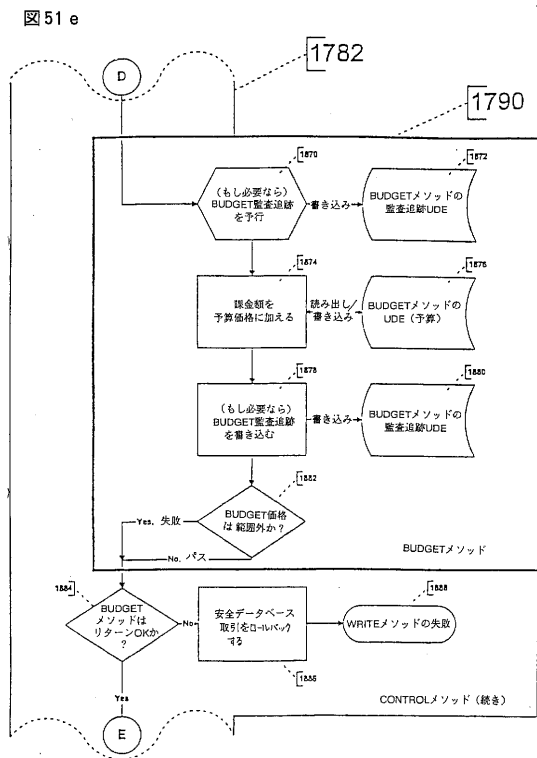 図51e
D
1782
1790
1870
(もし必要なら)
BUDGET監査追跡
を予行
書き込み
1872
BUDGETメソッドの
監査追跡UDE
1874
課金額を
予算価格に加える
読み出し/
書き込み
1876
BUDGETメソッドの
UDE(予算)
1878
(もし必要なら)
BUDGET監査追跡
を書き込む
書き込み
1880
BUDGETメソッドの
監査追跡UDE
1882
BUDGET価格
は範囲外か?
Yes, 失敗
No, パス
BUDGETメソッド
1884
BUDGET
メソッドは
リターンOKか
?
No
安全データベース
取引をロールバック
する
1886
1888
WRITEメソッドの失敗
Yes
E
CONTROLメソッド(続き)